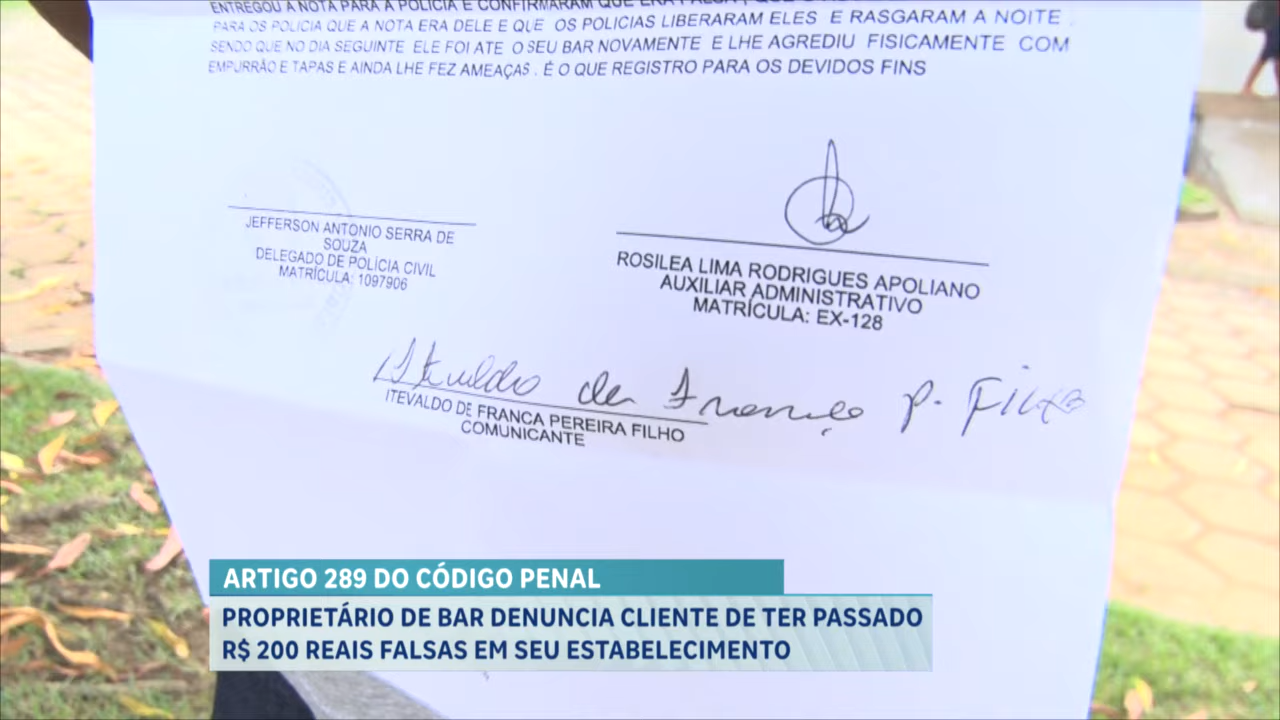 ENTREGOU A NOTA PARA A POLICIA E CONFIRMARAM QUE ERA FALSA
PARA OS POLICIA QUE A NOTA ERA DELE E QUE OS POLICIAS LIBERARAM ELES E RASGARAM A NOITE .
SENDO QUE NO DIA SEGUINTE ELE FOI ATE O SEU BAR NOVAMENTE E LHE AGREDIU FISICAMENTE COM
EMPURRÃO E TAPAS E AINDA LHE FEZ AMEAÇAS . É O QUE REGISTRO PARA OS DEVIDOS FINS
JEFFERSON ANTONIO SERRA DE
SOUZA
DELEGADO DE POLÍCIA CIVIL
MATRÍCULA: 1097906
ROSILEA LIMA RODRIGUES APOLIANO
AUXILIAR ADMINISTRATIVO
MATRÍCULA: EX-128
Itevaldo de França P. Filho
ITEVALDO DE FRANCA PEREIRA FILHO
COMUNICANTE
ARTIGO 289 DO CÓDIGO PENAL
PROPRIETÁRIO DE BAR DENUNCIA CLIENTE DE TER PASSADO
R$ 200 REAIS FALSAS EM SEU ESTABELECIMENTO